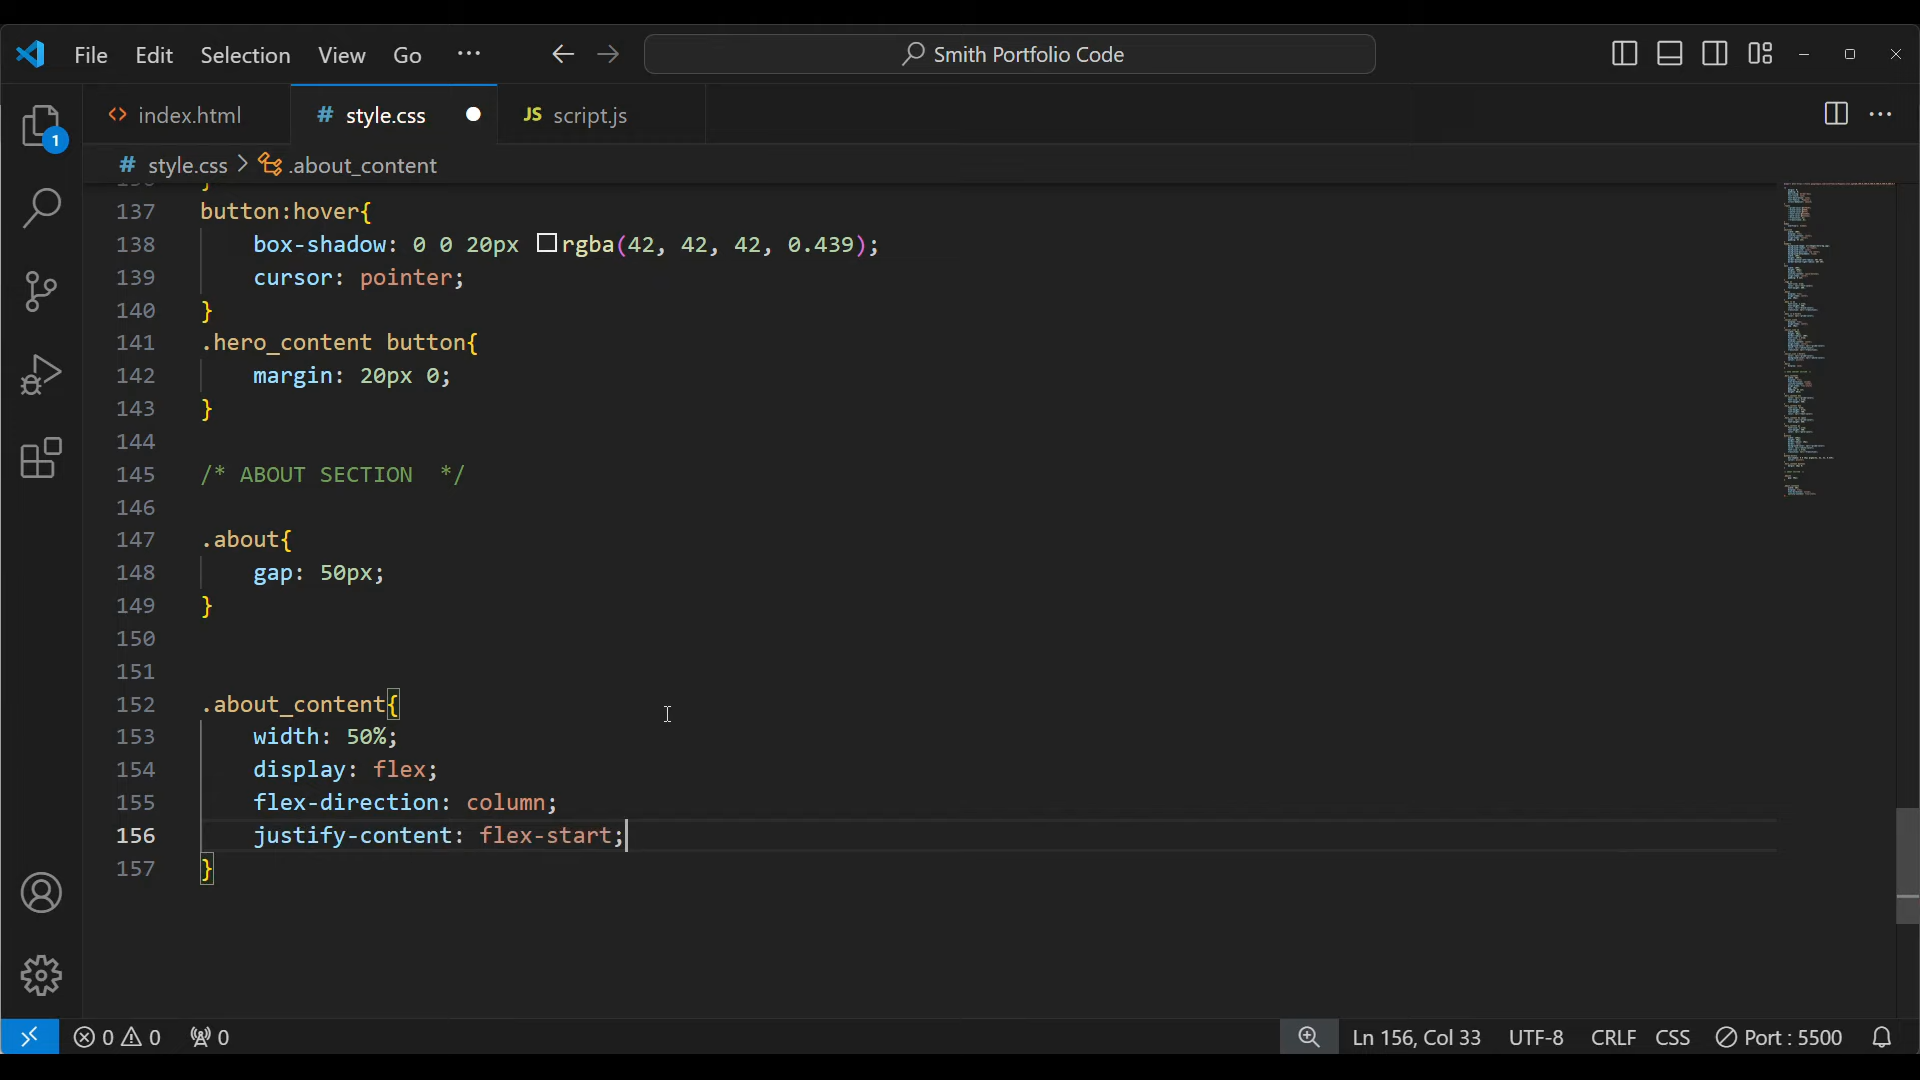 File Edit Selection View Go ··· Smith Portfolio Code
index.html # style.css JS script.js
1
# style.css > .about_content
137 button:hover{
138 box-shadow: 0 0 20px rgba(42, 42, 42, 0.439);
139 cursor: pointer;
140 }
141 .hero_content button{
142 margin: 20px 0;
143 }
144
145 /* ABOUT SECTION  */
146
147 .about{
148 gap: 50px;
149 }
150
151
152 .about_content{
153 width: 50%;
154 display: flex;
155 flex-direction: column;
156 justify-content: flex-start;
157 }
0 0 0 Ln 156, Col 33 UTF-8 CRLF CSS Port : 5500